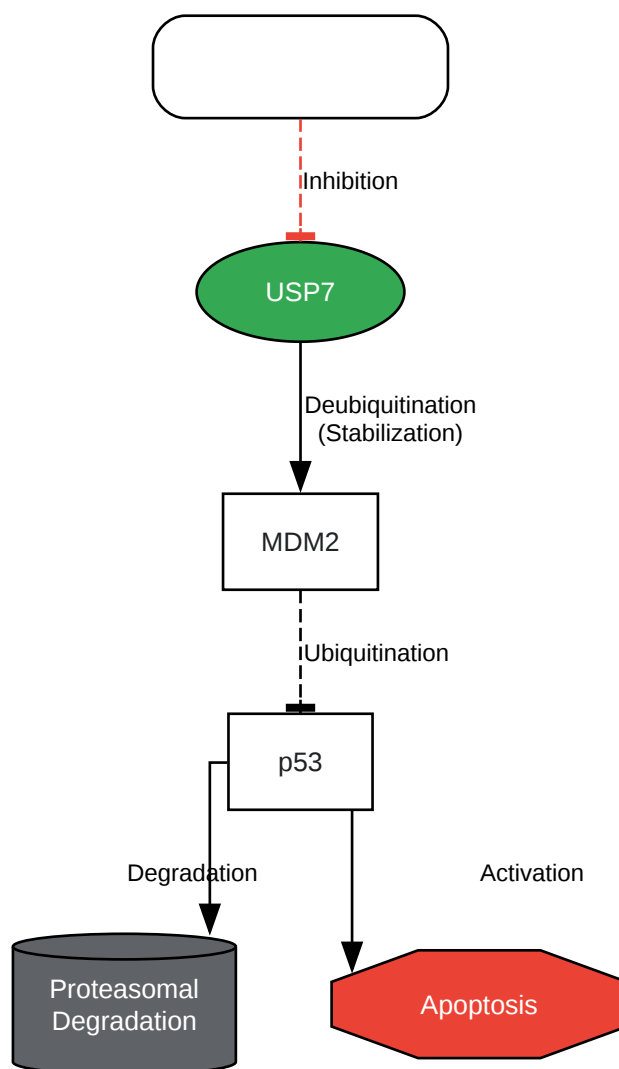 Inhibition
USP7
Deubiquitination
(Stabilization)
MDM2
Ubiquitination
p53
Degradation
Activation
Proteasomal
Degradation
Apoptosis